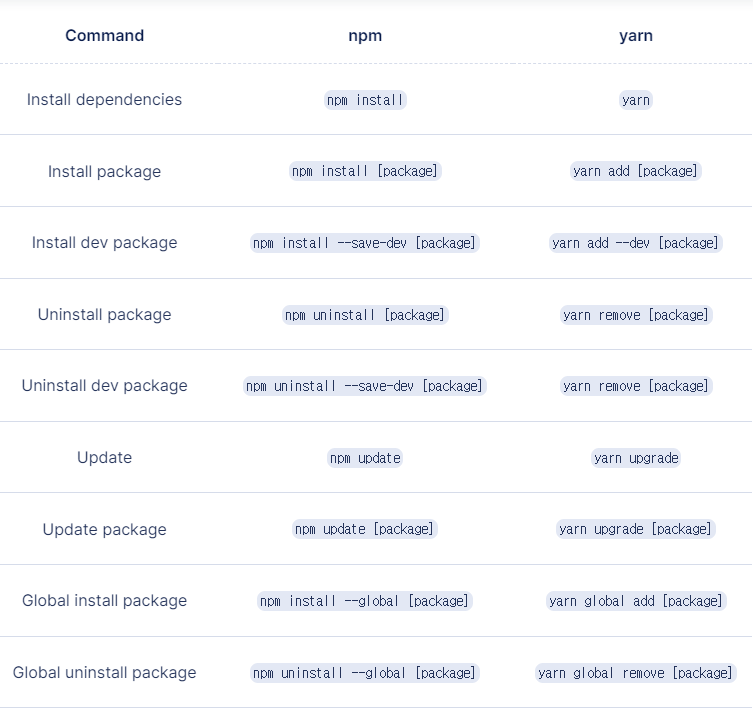 Command npm yarn
Install dependencies npm install yarn
Install package npm install [package] yarn add [package]
Install dev package npm install --save-dev [package] yarn add --dev [package]
Uninstall package npm uninstall [package] yarn remove [package]
Uninstall dev package npm uninstall --save-dev [package] yarn remove [package]
Update npm update yarn upgrade
Update package npm update [package] yarn upgrade [package]
Global install package npm install --global [package] yarn global add [package]
Global uninstall package npm uninstall --global [package] yarn global remove [package]